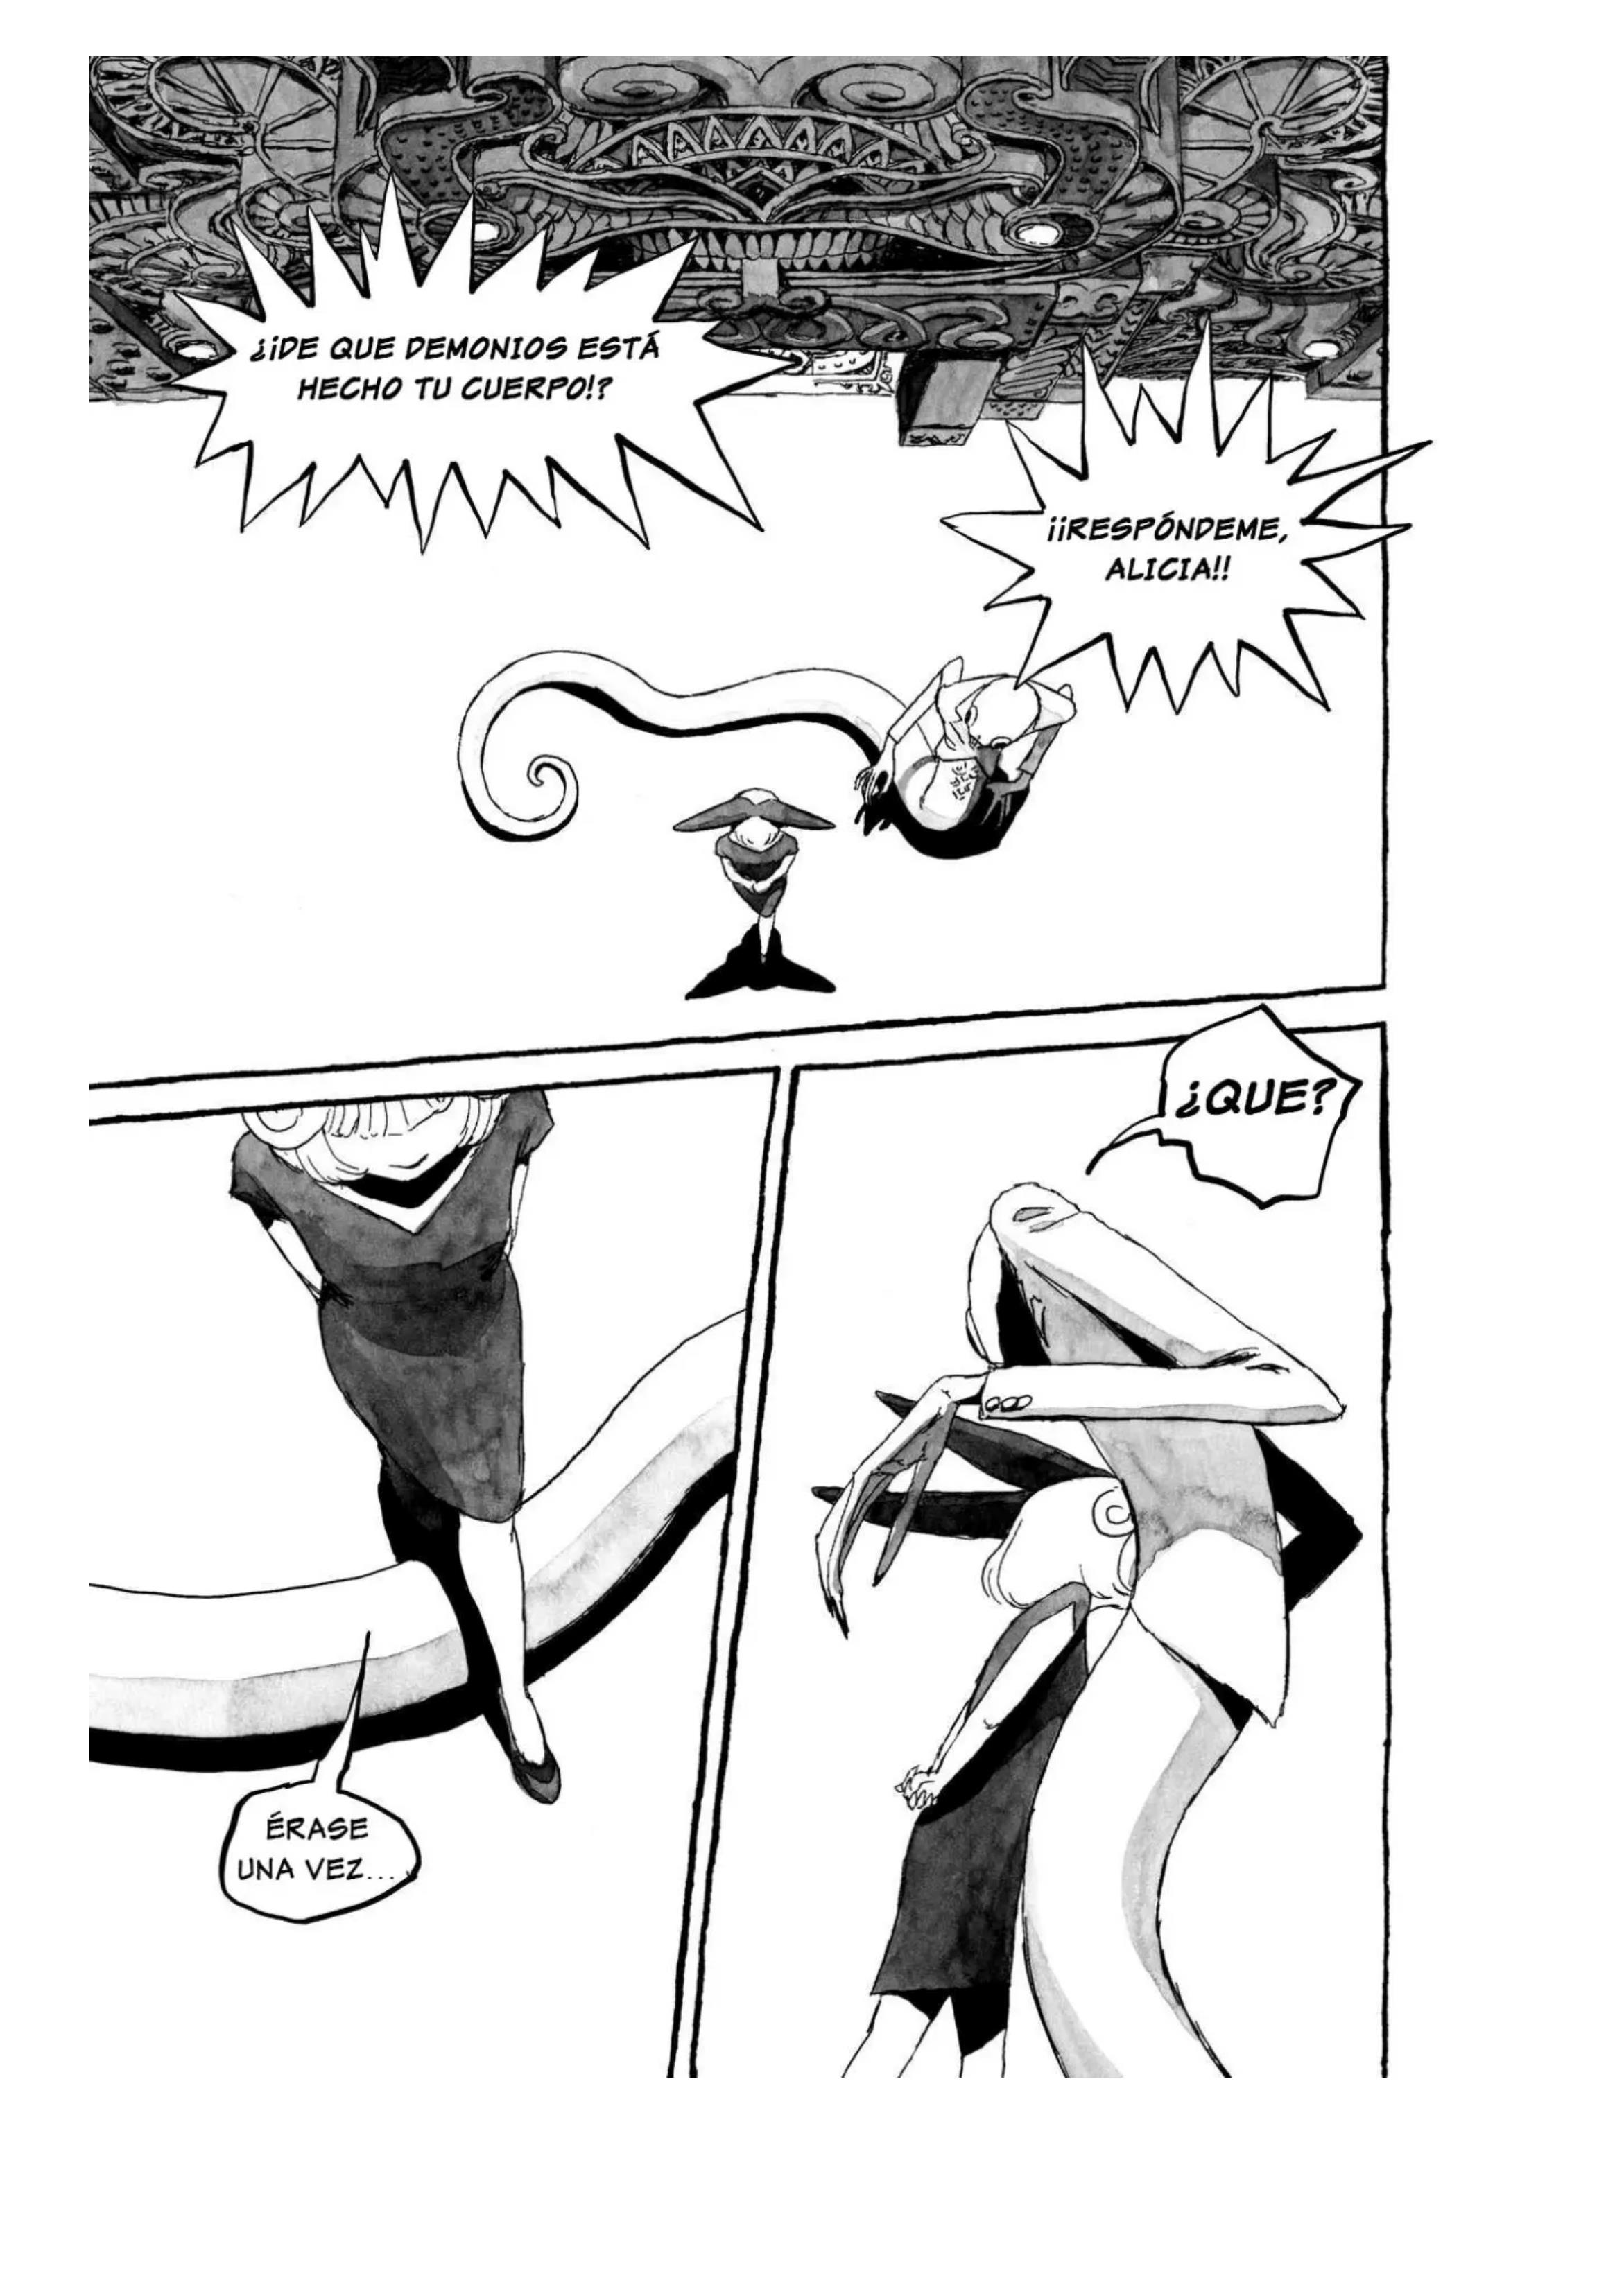 ¿¡DE QUE DEMONIOS ESTÁ
HECHO TU CUERPO!?
¡¡RESPÓNDEME,
ALICIA!!
¿QUE?
ÉRASE
UNA VEZ...